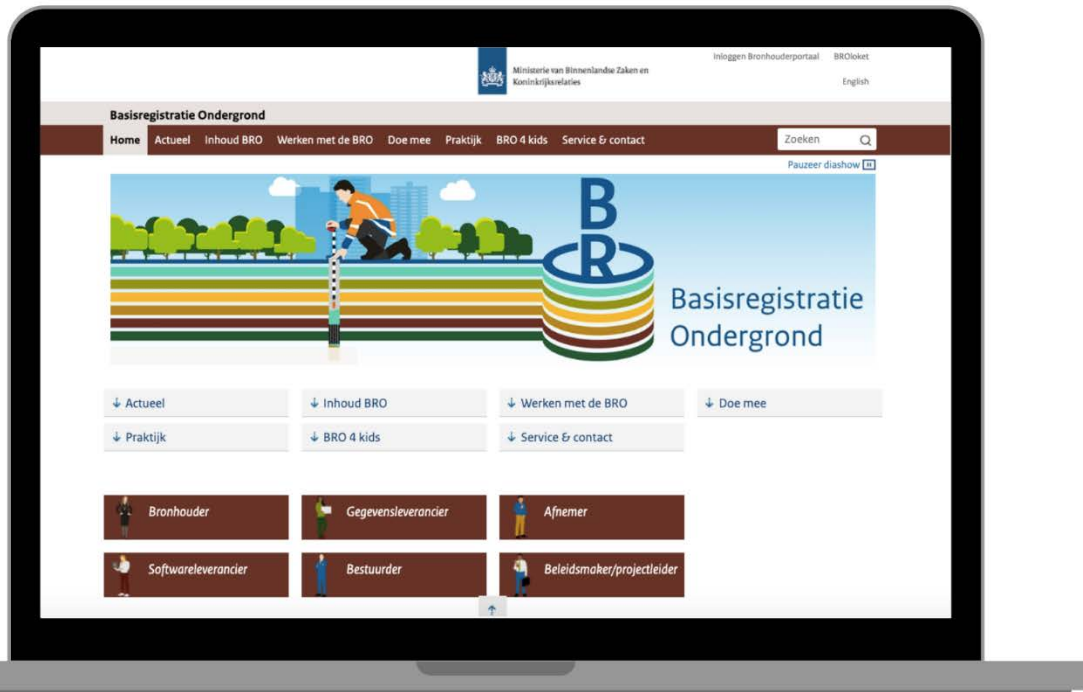 Inloggen Bronhouderportaal BROloket
Ministerie van Binnenlandse Zaken en
Koninkrijksrelaties
English
Basisregistratie Ondergrond
Home Actueel Inhoud BRO Werken met de BRO Doe mee Praktijk BRO 4 kids Service & contact Zoeken
Pauzeer diashow
B
R
Basisregistratie
Ondergrond
Actueel Inhoud BRO Werken met de BRO Doe mee
Praktijk BRO 4 kids Service & contact
Bronhouder Gegevensleverancier Afnemer
Softwareleverancier Bestuurder Beleidsmaker/projectleider